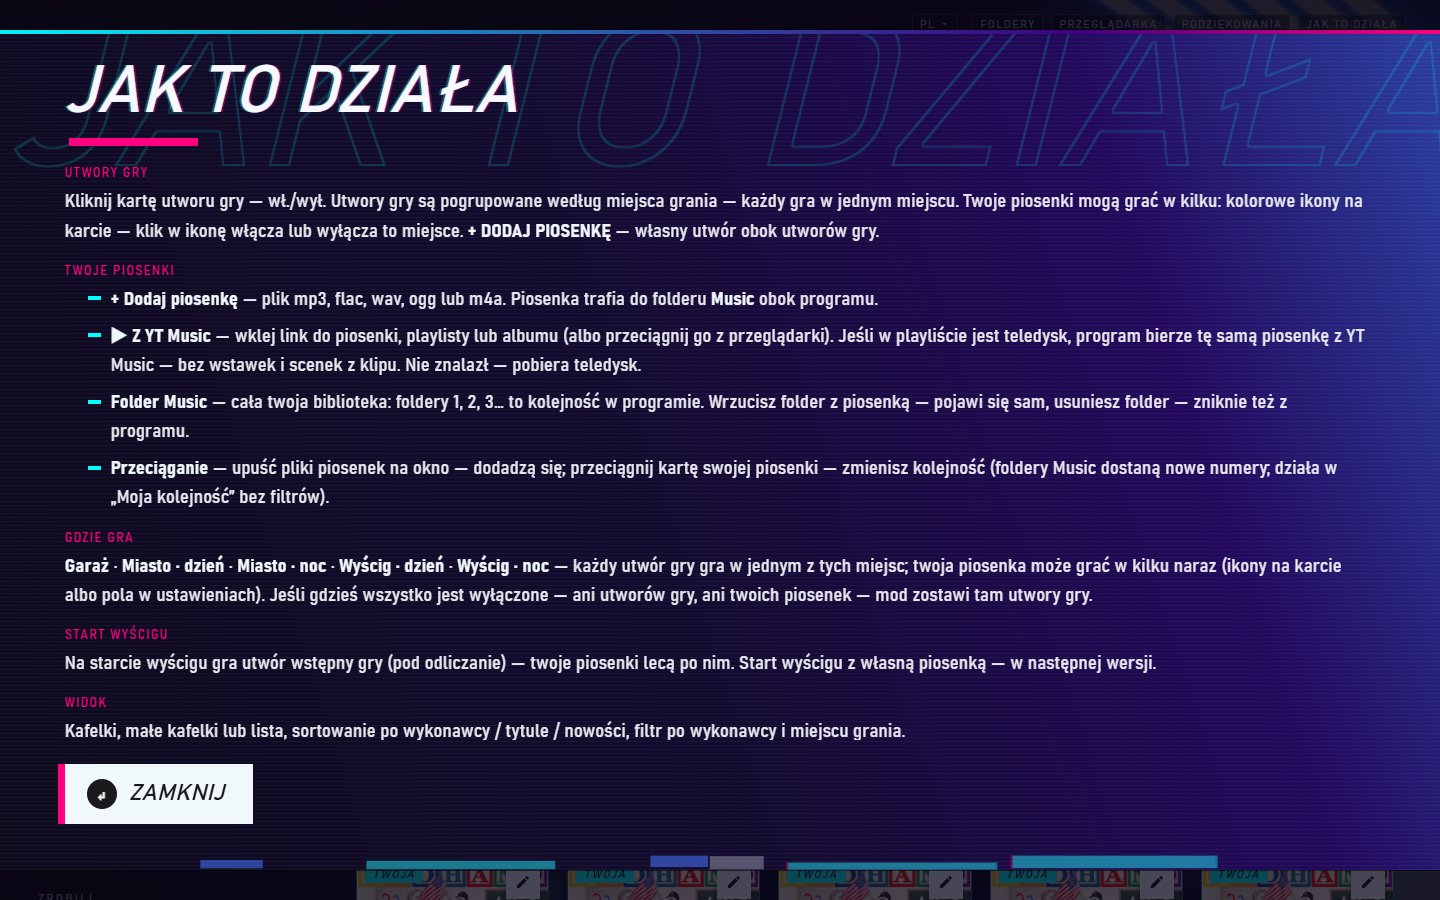 PL
FOLDERY
PRZEGLĄDARKA
PODZIĘKOWANIA
JAK TO DZIAŁA
JAK TO DZIAŁA
JAK TO DZIAŁA
UTWORY GRY
Kliknij kartę utworu gry — wł./wył. Utwory gry są pogrupowane według miejsca grania — każdy gra w jednym miejscu. Twoje piosenki mogą grać w kilku: kolorowe ikony na
karcie — klik w ikonę włącza lub wyłącza to miejsce. + DODAJ PIOSENKĘ — własny utwór obok utworów gry.
TWOJE PIOSENKI
+ Dodaj piosenkę — plik mp3, flac, wav, ogg lub m4a. Piosenka trafia do folderu Music obok programu.
▶ Z YT Music — wklej link do piosenki, playlisty lub albumu (albo przeciągnij go z przeglądarki). Jeśli w playliście jest teledysk, program bierze tę samą piosenkę z YT
Music — bez wstawek i scenek z klipu. Nie znalazł — pobiera teledysk.
Folder Music — cała twoja biblioteka: foldery 1, 2, 3… to kolejność w programie. Wrzucisz folder z piosenką — pojawi się sam, usuniesz folder — zniknie też z
programu.
Przeciąganie — upuść pliki piosenek na okno — dodadzą się; przeciągnij kartę swojej piosenki — zmienisz kolejność (foldery Music dostaną nowe numery; działa w
„Moja kolejność” bez filtrów).
GDZIE GRA
Garaż · Miasto · dzień · Miasto · noc · Wyścig · dzień · Wyścig · noc — każdy utwór gry gra w jednym z tych miejsc; twoja piosenka może grać w kilku naraz (ikony na karcie
albo pola w ustawieniach). Jeśli gdzieś wszystko jest wyłączone — ani utworów gry, ani twoich piosenek — mod zostawi tam utwory gry.
START WYŚCIGU
Na starcie wyścigu gra utwór wstępny gry (pod odliczanie) — twoje piosenki lecą po nim. Start wyścigu z własną piosenką — w następnej wersji.
WIDOK
Kafelki, małe kafelki lub lista, sortowanie po wykonawcy / tytule / nowości, filtr po wykonawcy i miejscu grania.
ZAMKNIJ
TWOJA
TWOJA
TWOJA
TWOJA
TWOJA